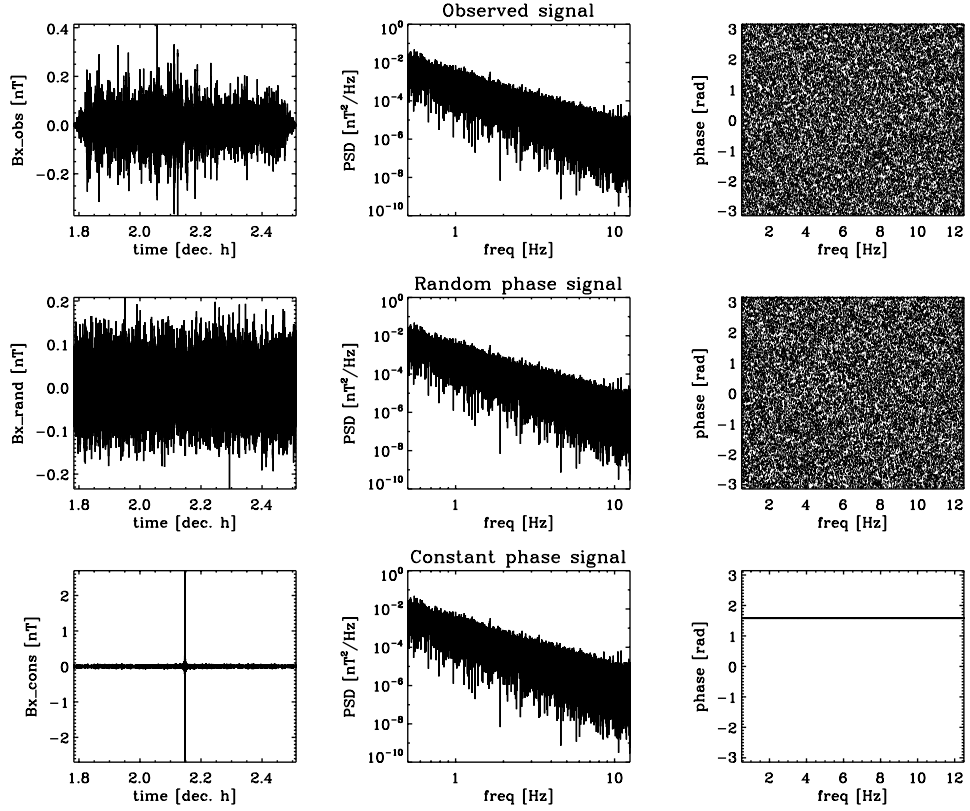 Observed signal
0.4
0.2
0.0
−0.2
Bx_obs [nT]
1.8 2.0 2.2 2.4
time [dec. h]
10^0
10^−2
10^−4
10^−6
10^−8
10^−10
PSD [nT^2/Hz]
1 10
freq [Hz]
3
2
1
0
−1
−2
−3
phase [rad]
2 4 6 8 10 12
freq [Hz]
Random phase signal
0.2
0.1
0.0
−0.1
−0.2
Bx_rand [nT]
1.8 2.0 2.2 2.4
time [dec. h]
10^0
10^−2
10^−4
10^−6
10^−8
10^−10
PSD [nT^2/Hz]
1 10
freq [Hz]
3
2
1
0
−1
−2
−3
phase [rad]
2 4 6 8 10 12
freq [Hz]
Constant phase signal
2
1
0
−1
−2
Bx_cons [nT]
1.8 2.0 2.2 2.4
time [dec. h]
10^0
10^−2
10^−4
10^−6
10^−8
10^−10
PSD [nT^2/Hz]
1 10
freq [Hz]
3
2
1
0
−1
−2
−3
phase [rad]
2 4 6 8 10 12
freq [Hz]